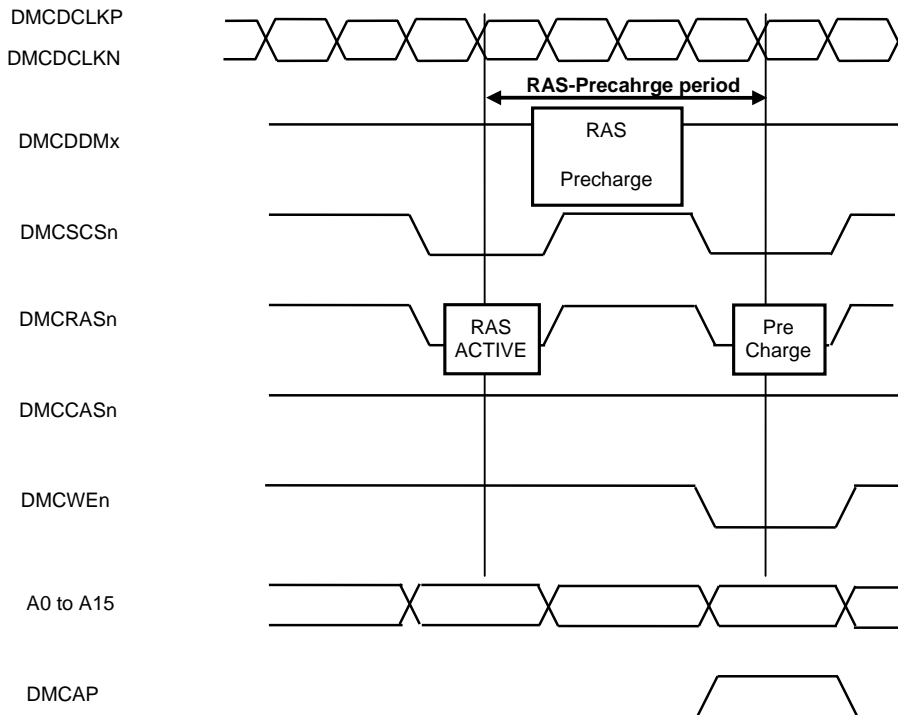 DMCDCLKP
DMCDCLKN
RAS-Precahrge period
DMCDDMx
RAS
Precharge
DMCSCSn
DMCRASn
RAS
ACTIVE
Pre
Charge
DMCCASn
DMCWEn
A0 to A15
DMCAP